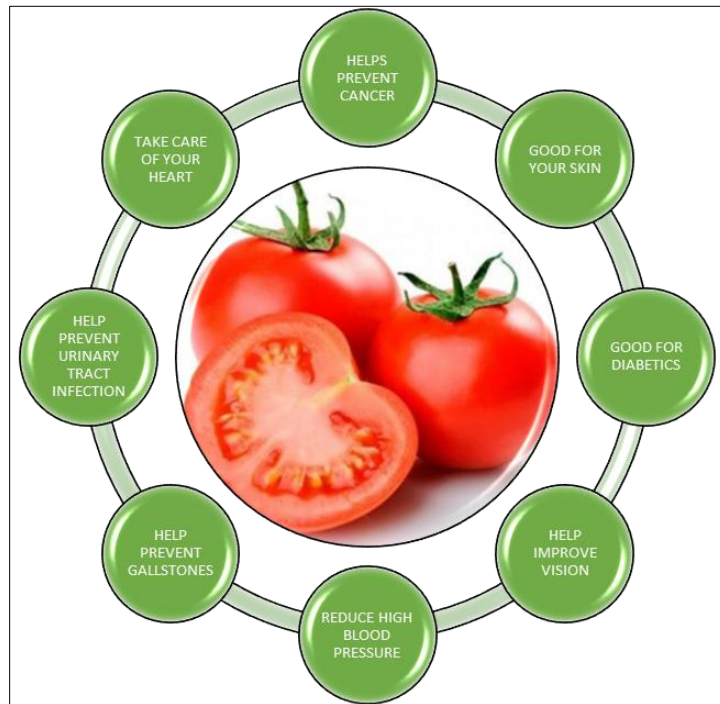 HELPS
PREVENT
CANCER
GOOD FOR
YOUR SKIN
GOOD FOR
DIABETICS
HELP
IMPROVE
VISION
REDUCE HIGH
BLOOD
PRESSURE
HELP
PREVENT
GALLSTONES
HELP
PREVENT
URINARY
TRACT
INFECTION
TAKE CARE
OF YOUR
HEART